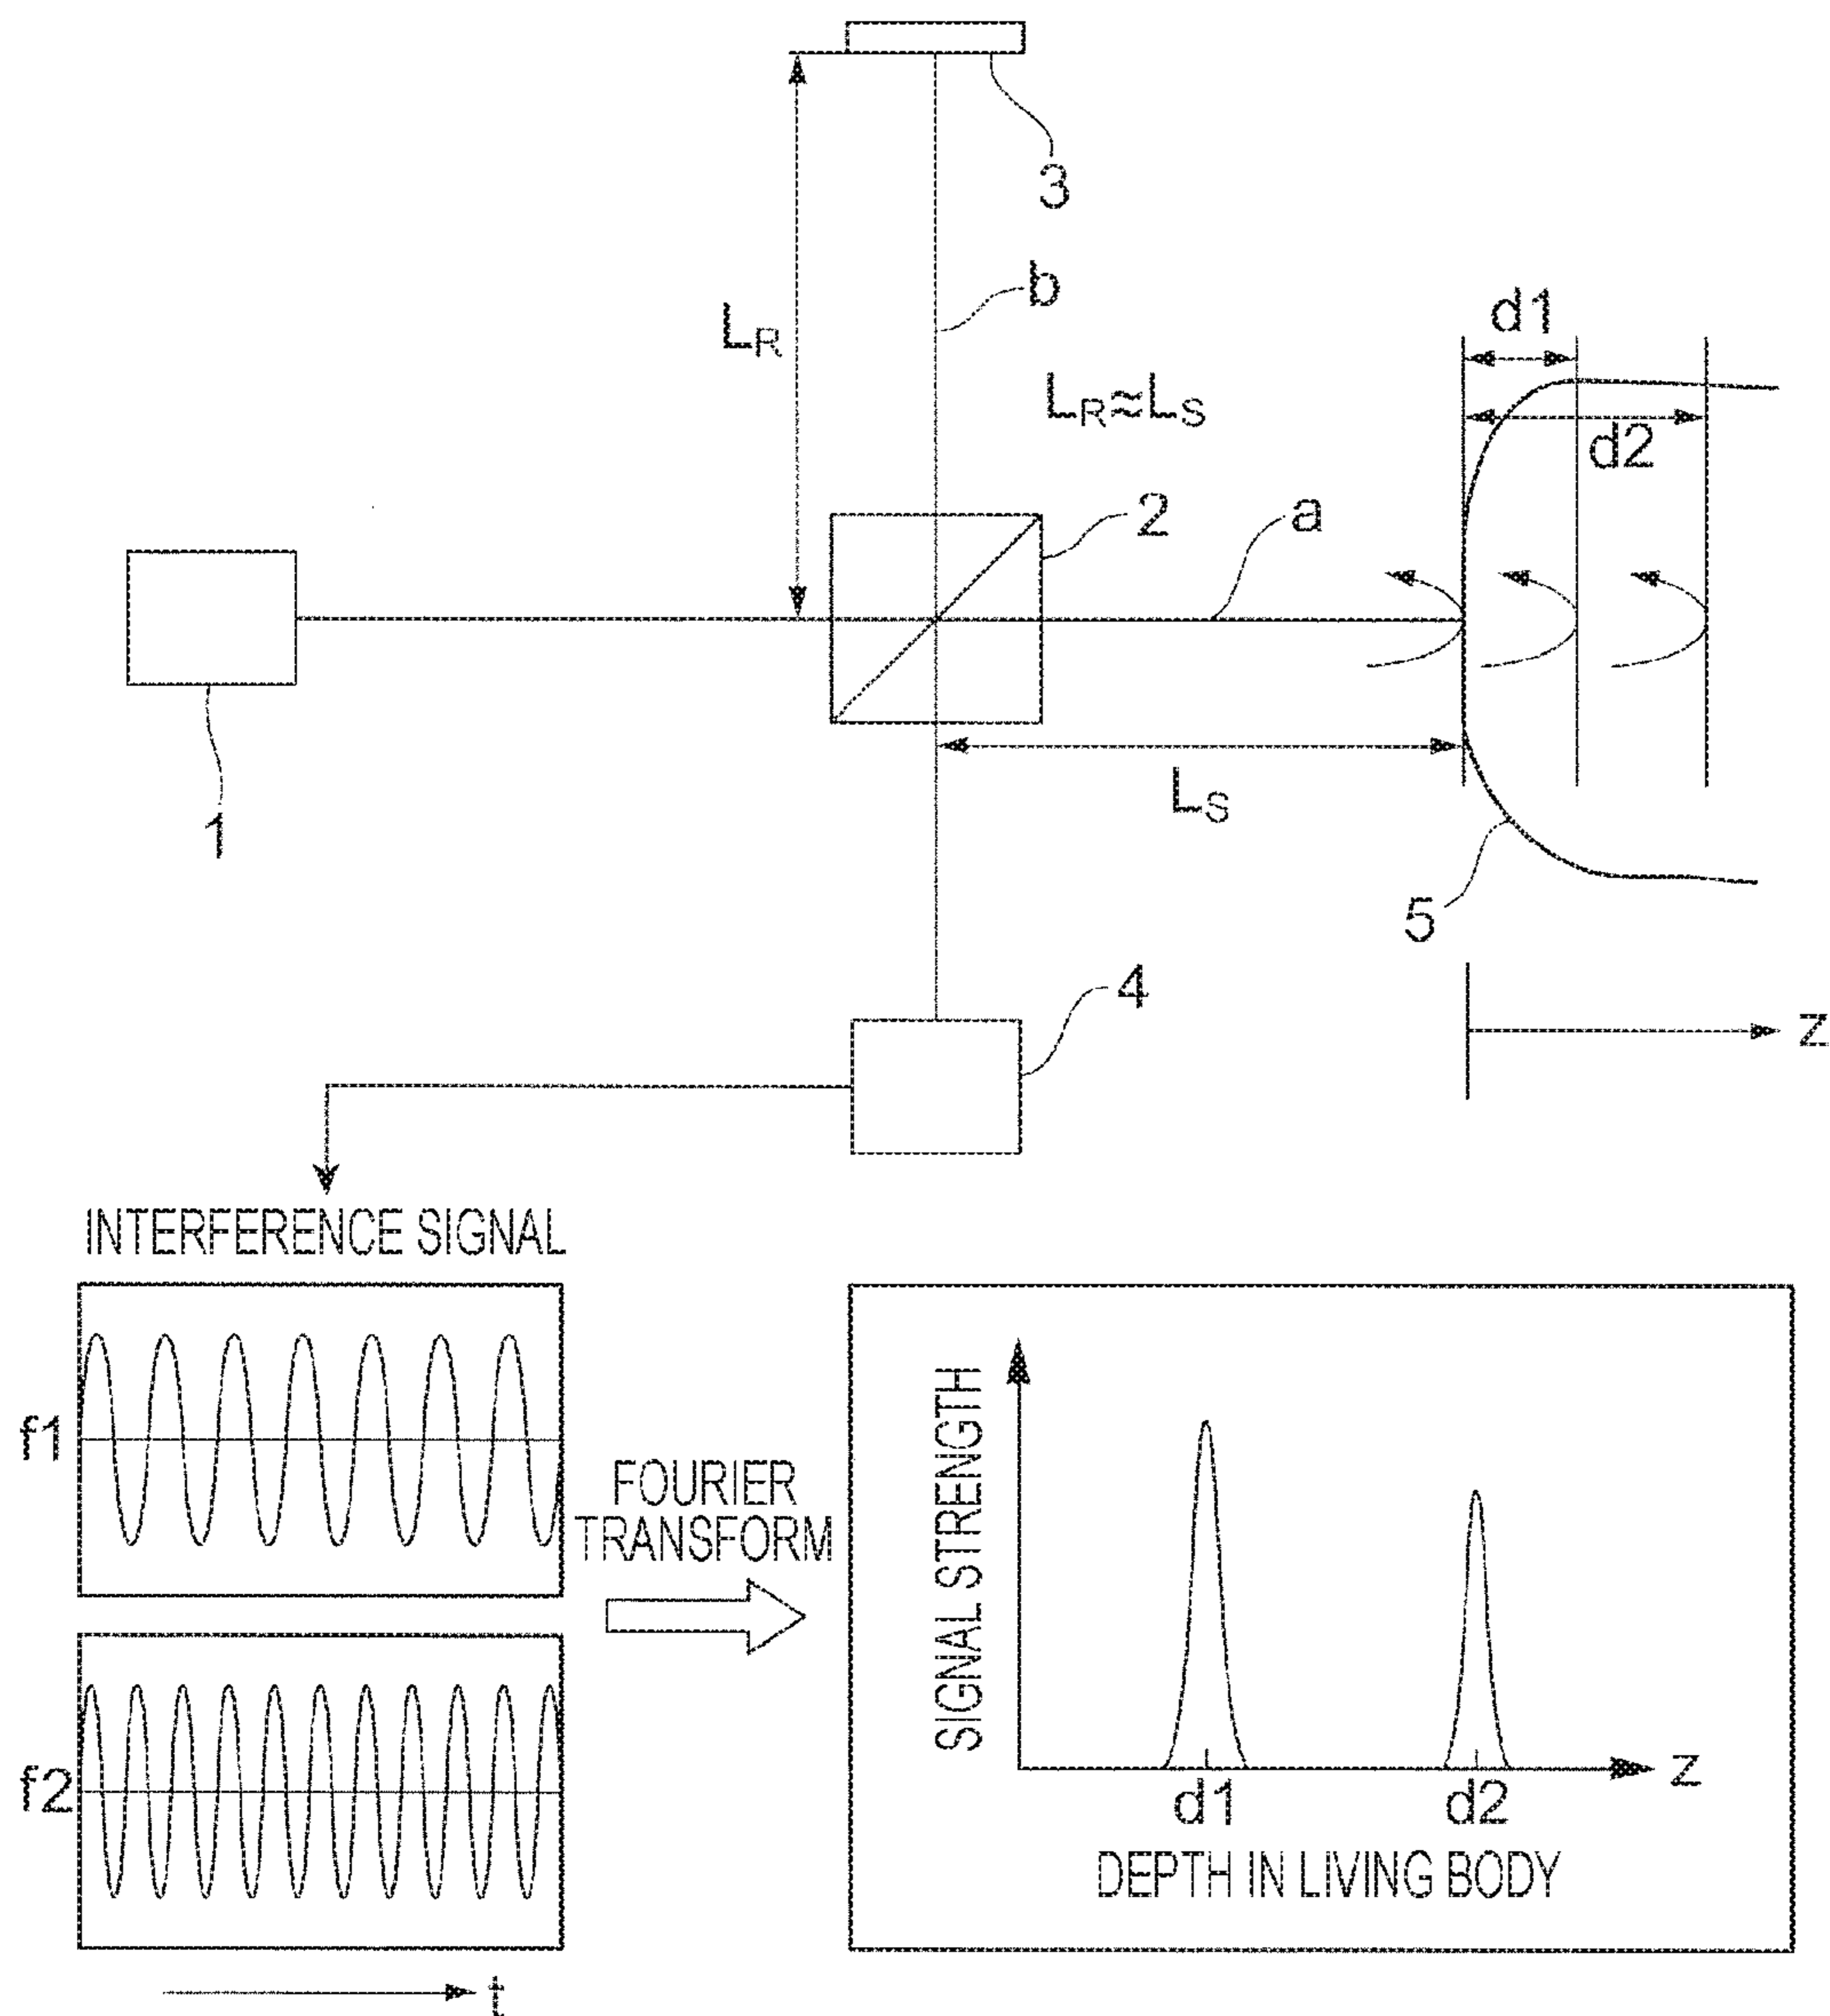 3
b
L_R
d1
L_R≈L_S
d2
2
a
1
L_S
5
4
z
INTERFERENCE SIGNAL
f1
f2
t
FOURIER
TRANSFORM
SIGNAL STRENGTH
z
d1
d2
DEPTH IN LIVING BODY